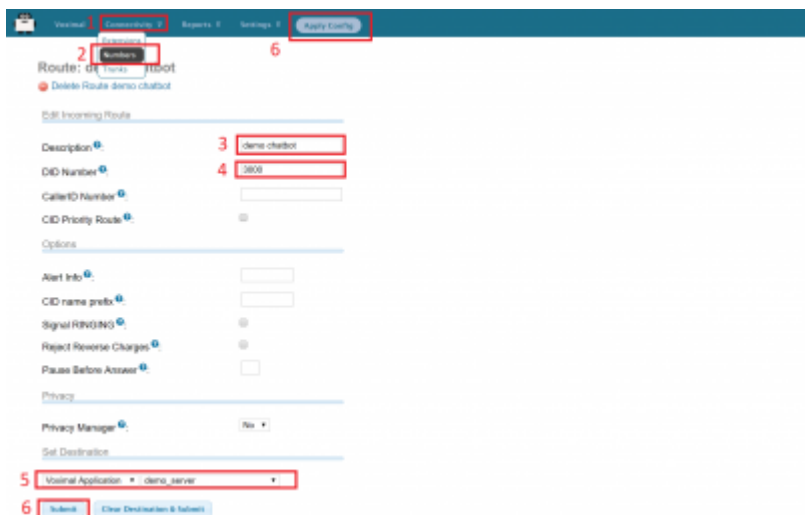 Voximal 1 Connectivity Reports Settings Apply Config
Extensions
2 Numbers 6
Trunks
Route: de tbot
Delete Route demo chatbot
Edit Incoming Route
Description : 3 demo chatbot
DID Number : 4 3000
CallerID Number :
CID Priority Route :
Options
Alert Info :
CID name prefix :
Signal RINGING :
Reject Reverse Charges :
Pause Before Answer :
Privacy
Privacy Manager : No
Set Destination
5 Voximal Application demo_server
6 Submit Clear Destination & Submit